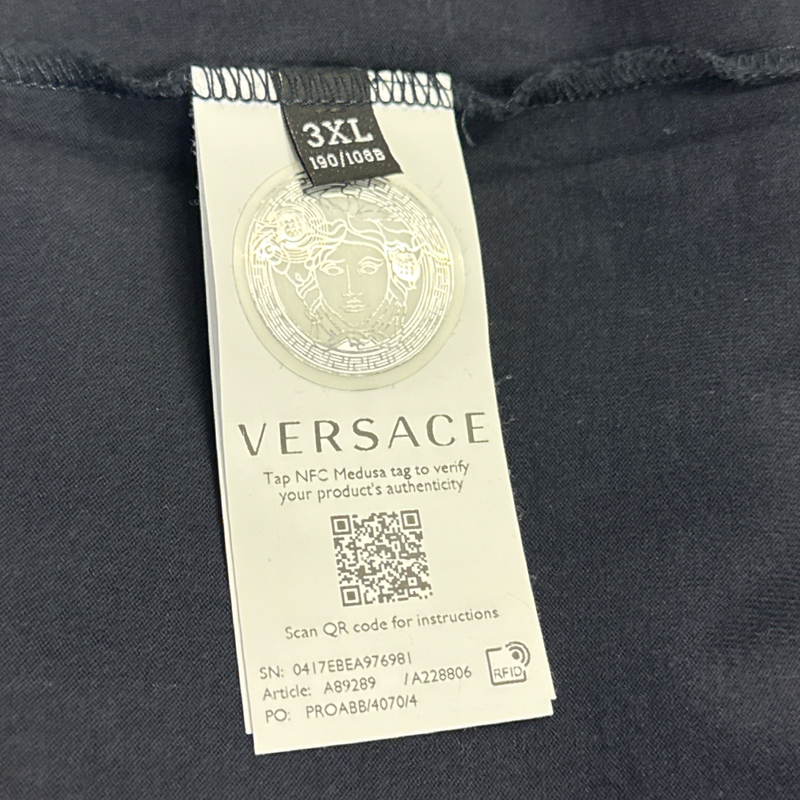 3XL
190/108B
VERSACE
Tap NFC Medusa tag to verify
your product's authenticity
Scan QR code for instructions
SN: 0417EBEA976981
Article: A89289 /A228806
PO: PROABB/4070/4
RFID